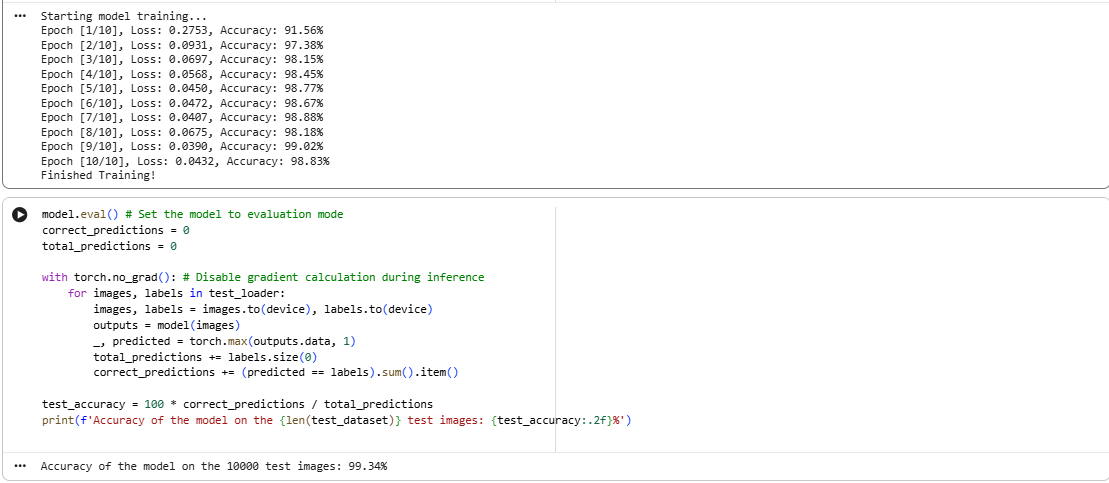 Starting model training...
Epoch [1/10], Loss: 0.2753, Accuracy: 91.56%
Epoch [2/10], Loss: 0.0931, Accuracy: 97.38%
Epoch [3/10], Loss: 0.0697, Accuracy: 98.15%
Epoch [4/10], Loss: 0.0568, Accuracy: 98.45%
Epoch [5/10], Loss: 0.0450, Accuracy: 98.77%
Epoch [6/10], Loss: 0.0472, Accuracy: 98.67%
Epoch [7/10], Loss: 0.0407, Accuracy: 98.88%
Epoch [8/10], Loss: 0.0675, Accuracy: 98.18%
Epoch [9/10], Loss: 0.0390, Accuracy: 99.02%
Epoch [10/10], Loss: 0.0432, Accuracy: 98.83%
Finished Training!
model.eval() # Set the model to evaluation mode
correct_predictions = 0
total_predictions = 0
with torch.no_grad(): # Disable gradient calculation during inference
    for images, labels in test_loader:
        images, labels = images.to(device), labels.to(device)
        outputs = model(images)
        _, predicted = torch.max(outputs.data, 1)
        total_predictions += labels.size(0)
        correct_predictions += (predicted == labels).sum().item()
test_accuracy = 100 * correct_predictions / total_predictions
print(f'Accuracy of the model on the {len(test_dataset)} test images: {test_accuracy:.2f}%')
Accuracy of the model on the 10000 test images: 99.34%